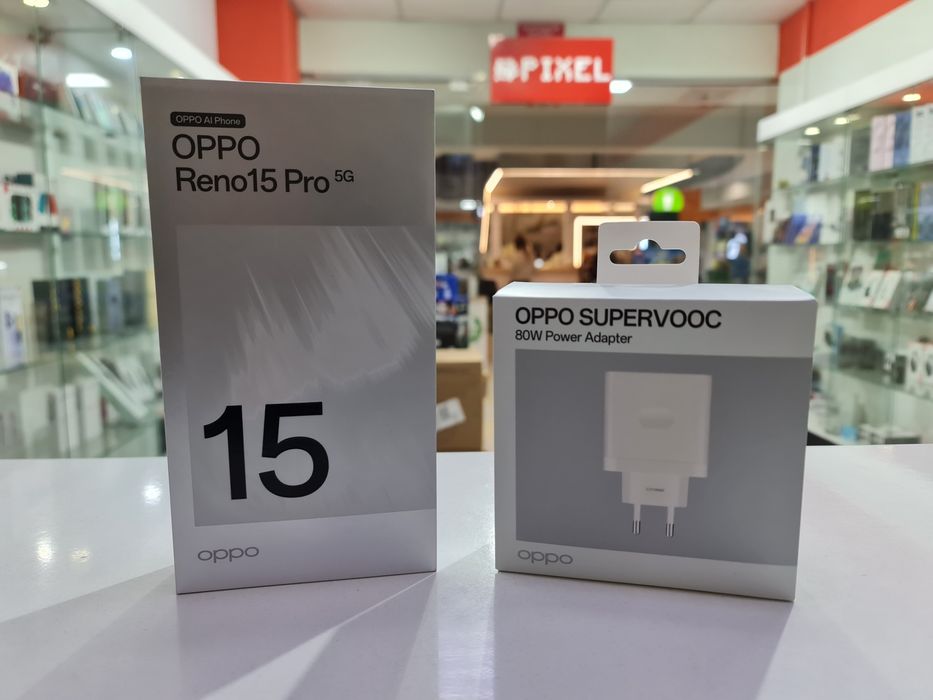 PIXEL
OPPO AI Phone
OPPO
Reno15 Pro 5G
15
oppo
OPPO SUPERVOOC
80W Power Adapter
oppo